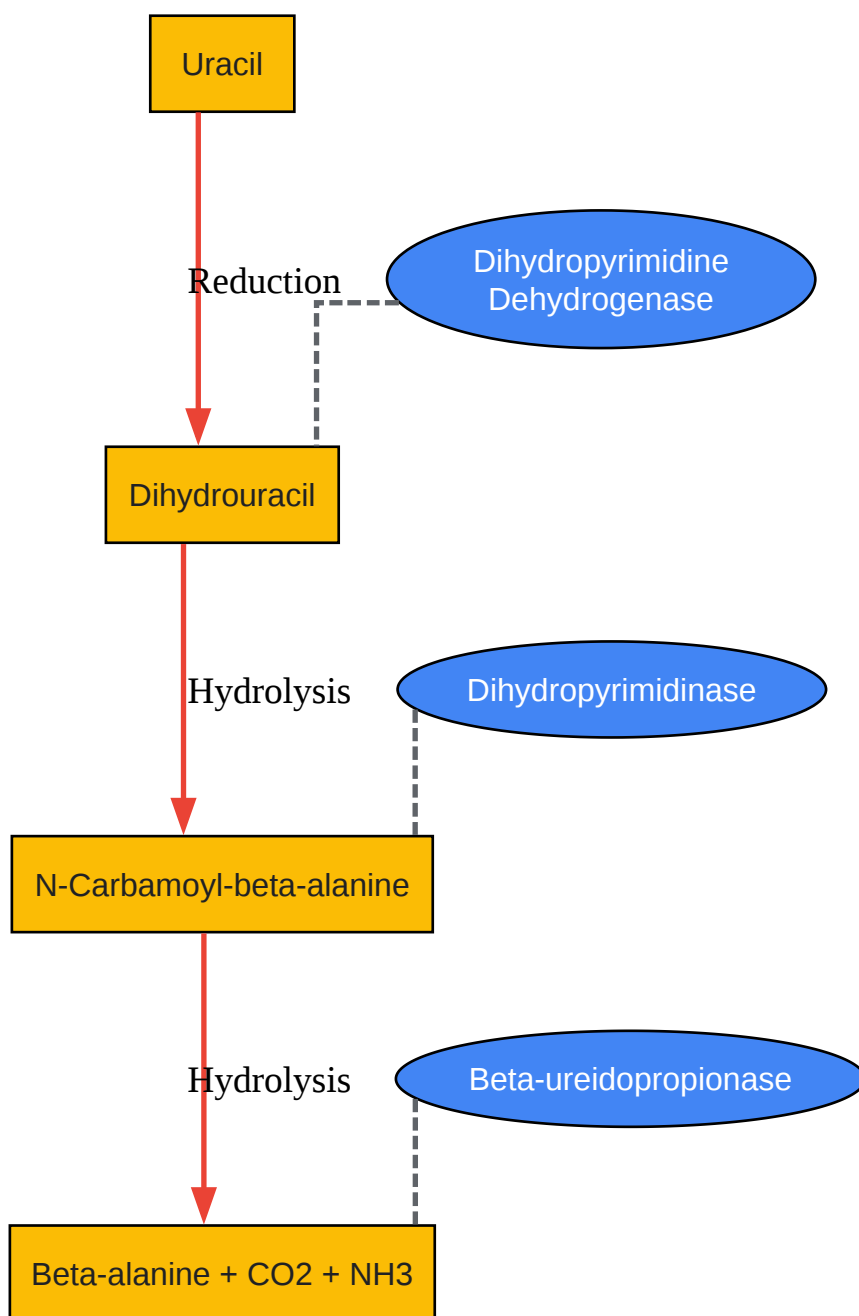 Uracil
Reduction
Dihydropyrimidine
Dehydrogenase
Dihydrouracil
Hydrolysis
Dihydropyrimidinase
N-Carbamoyl-beta-alanine
Hydrolysis
Beta-ureidopropionase
Beta-alanine + CO2 + NH3